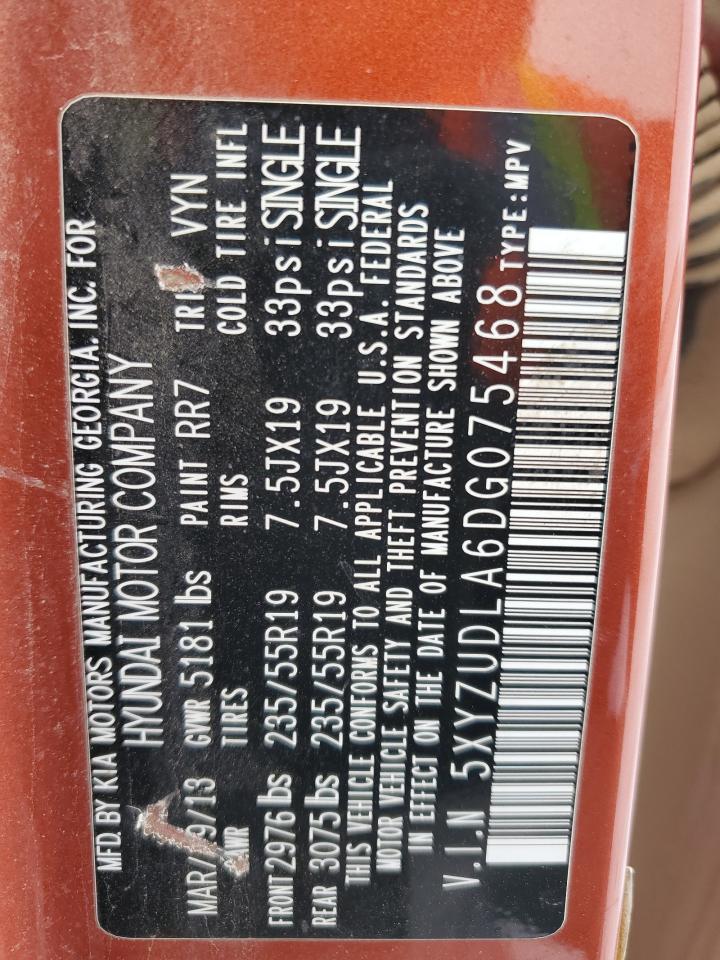 MFD. BY KIA MOTORS MANUFACTURING GEORGIA. INC. FOR
HYUNDAI MOTOR COMPANY
GVWR 5181 lbs PAINT RR7 VYN
TIRES RIMS COLD TIRE INFL
FRONT 2976 lbs 235/55R19 7.5JX19 33psi SINGLE
REAR 3075 lbs 235/55R19 7.5JX19 33psi SINGLE
THIS VEHICLE CONFORMS TO ALL APPLICABLE U.S.A. FEDERAL
MOTOR VEHICLE SAFETY AND THEFT PREVENTION STANDARDS
IN EFFECT ON THE DATE OF MANUFACTURE SHOWN ABOVE
V.I.N 5XYZUDLA6DG075468 TYPE:MPV